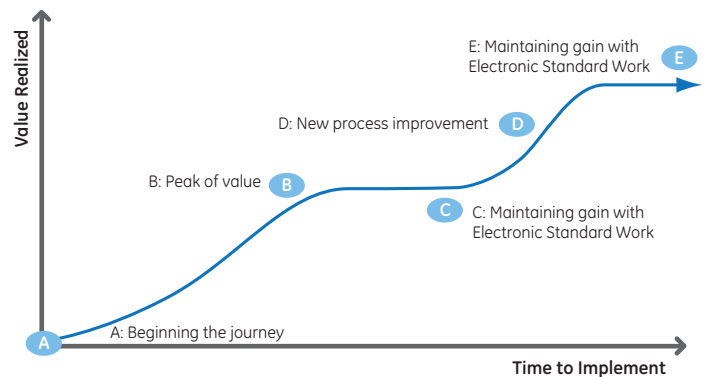 Value Realized
E: Maintaining gain with
Electronic Standard Work
E
D: New process improvement
D
B: Peak of value
B
C
C: Maintaining gain with
Electronic Standard Work
A
A: Beginning the journey
Time to Implement